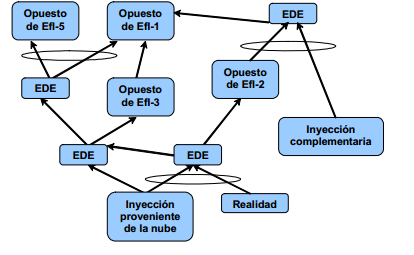 Opuesto
de Efl-5
Opuesto
de Efl-1
EDE
EDE
Opuesto
de Efl-3
Opuesto
de Efl-2
Inyección
complementaria
EDE
EDE
Inyección
proveniente
de la nube
Realidad